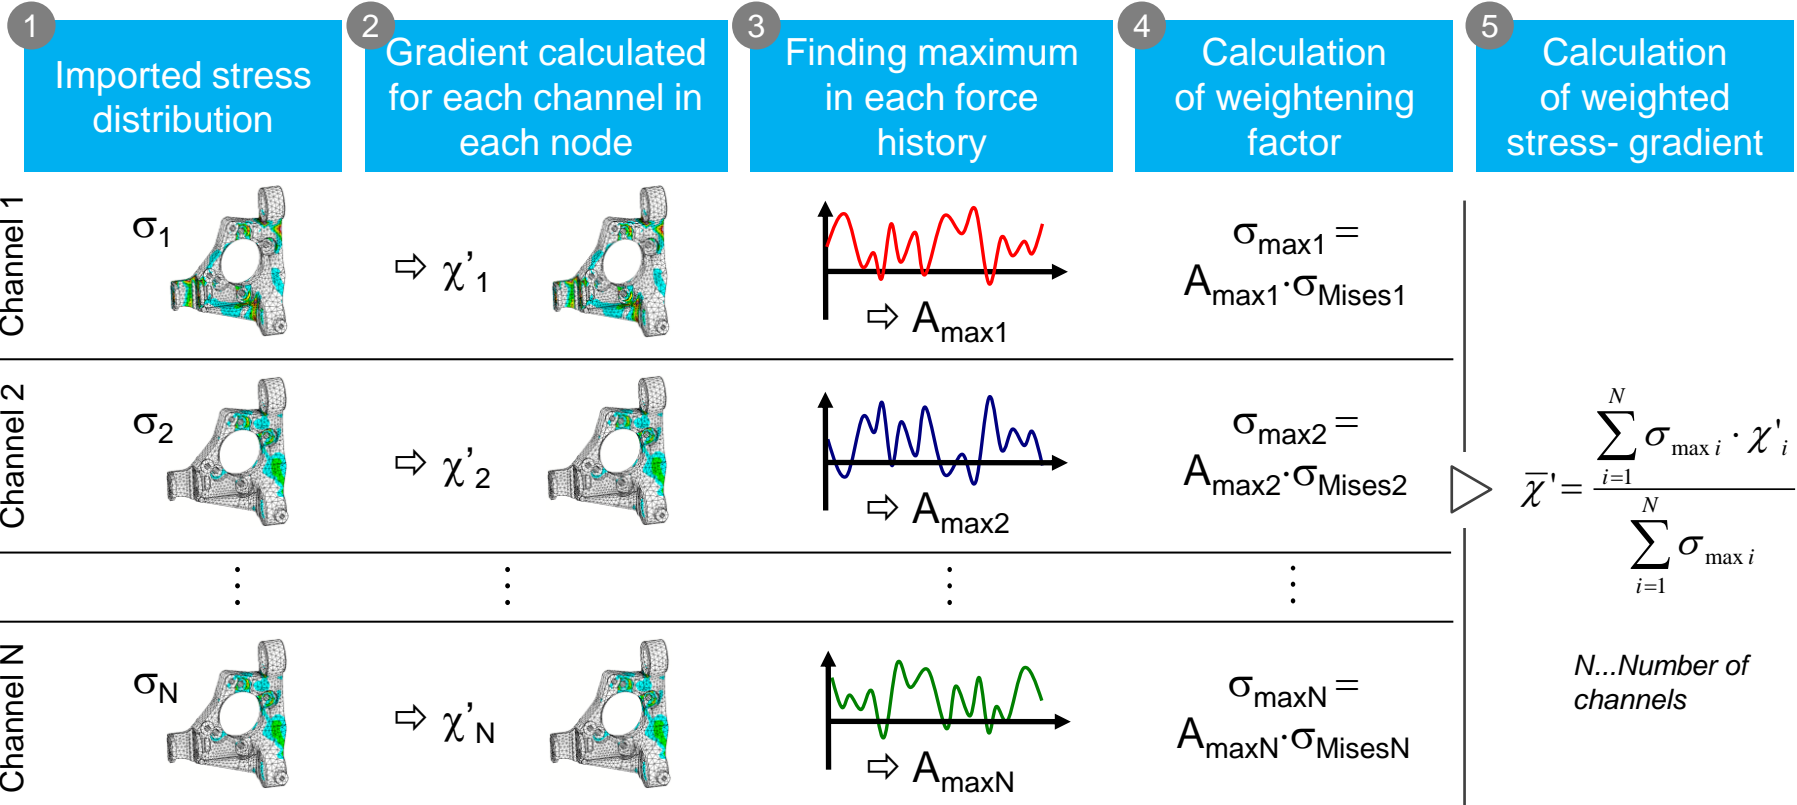 1
Imported stress
distribution
2
Gradient calculated
for each channel in
each node
3
Finding maximum
in each force
history
4
Calculation
of weightening
factor
5
Calculation
of weighted
stress- gradient
Channel 1
σ1
⇨ χ’1
⇨ Amax1
σmax1 =
Amax1·σMises1
Channel 2
σ2
⇨ χ’2
⇨ Amax2
σmax2 =
Amax2·σMises2
Channel N
σN
⇨ χ’N
⇨ AmaxN
σmaxN =
AmaxN·σMisesN
N
∑ σmax i · χ'i
i=1
χ̅' =
N
∑ σmax i
i=1
N...Number of
channels